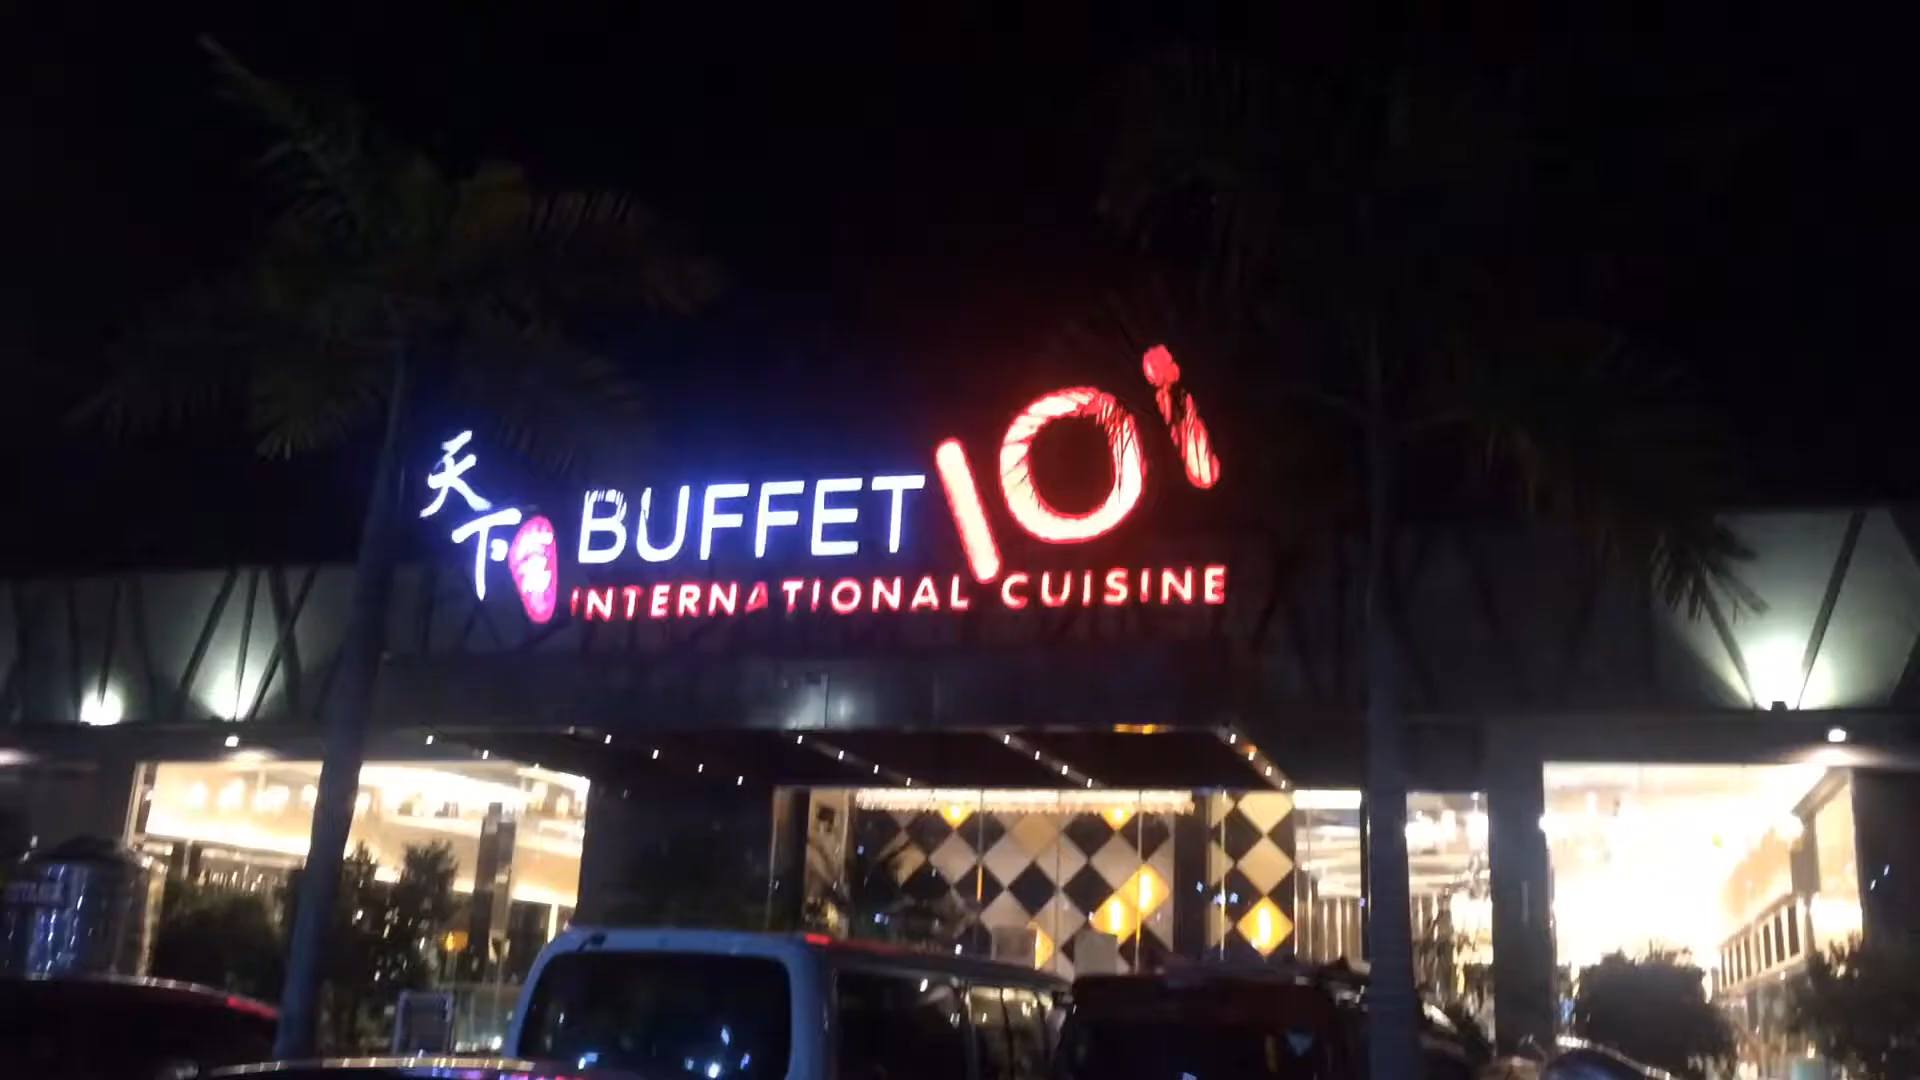 天下
BUFFET 101
INTERNATIONAL CUISINE